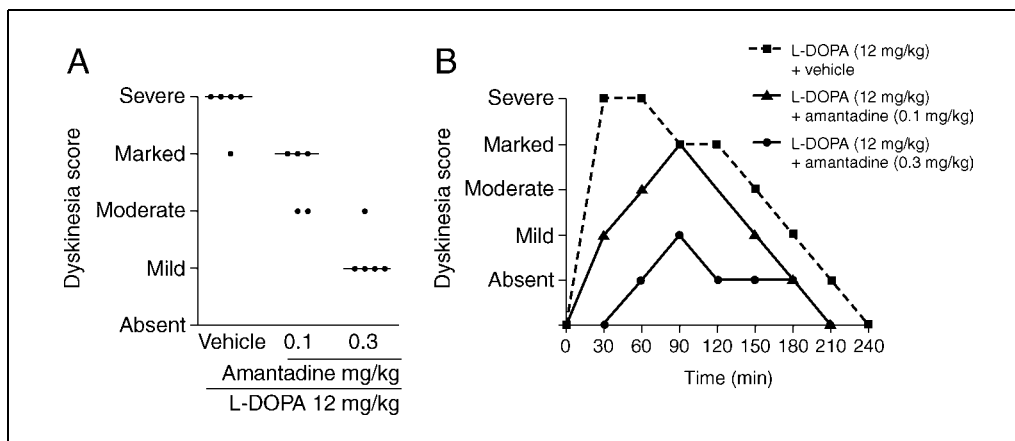 A
Dyskinesia score
Severe
Marked
Moderate
Mild
Absent
Vehicle 0.1 0.3
Amantadine mg/kg
L-DOPA 12 mg/kg
B
L-DOPA (12 mg/kg)
+ vehicle
L-DOPA (12 mg/kg)
+ amantadine (0.1 mg/kg)
L-DOPA (12 mg/kg)
+ amantadine (0.3 mg/kg)
Dyskinesia score
Severe
Marked
Moderate
Mild
Absent
0 30 60 90 120 150 180 210 240
Time (min)